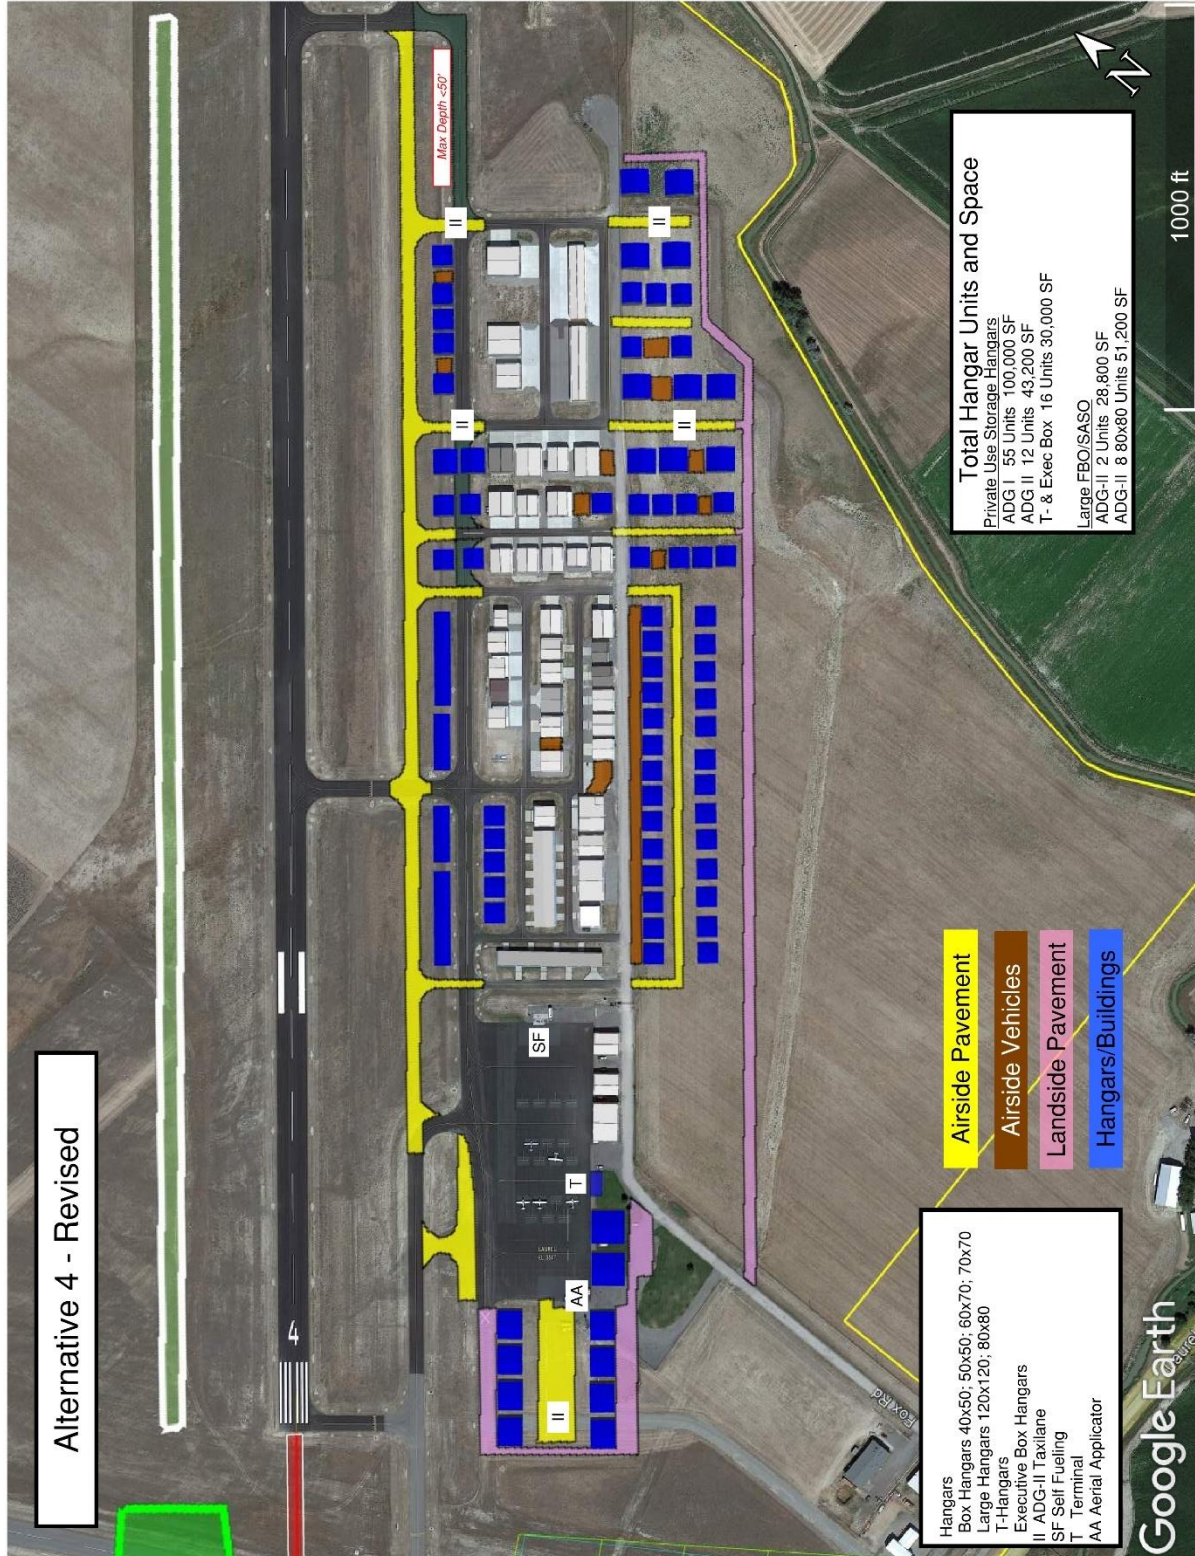 Alternative 4 - Revised
Max Depth <50'
II
II
II
II
II
SF
T
AA
4
N
Total Hangar Units and Space
Private Use Storage Hangars
ADG I 55 Units 100,000 SF
ADG II 12 Units 43,200 SF
T- & Exec Box 16 Units 30,000 SF
Large FBO/SASO
ADG-II 2 Units 28,800 SF
ADG-II 8 80x80 Units 51,200 SF
1000 ft
Airside Pavement
Airside Vehicles
Landside Pavement
Hangars/Buildings
Hangars
Box Hangars 40x50; 50x50; 60x70; 70x70
Large Hangars 120x120; 80x80
T-Hangars
Executive Box Hangars
II ADG-II Taxilane
SF Self Fueling
T Terminal
AA Aerial Applicator
Fox Rd
Google Earth